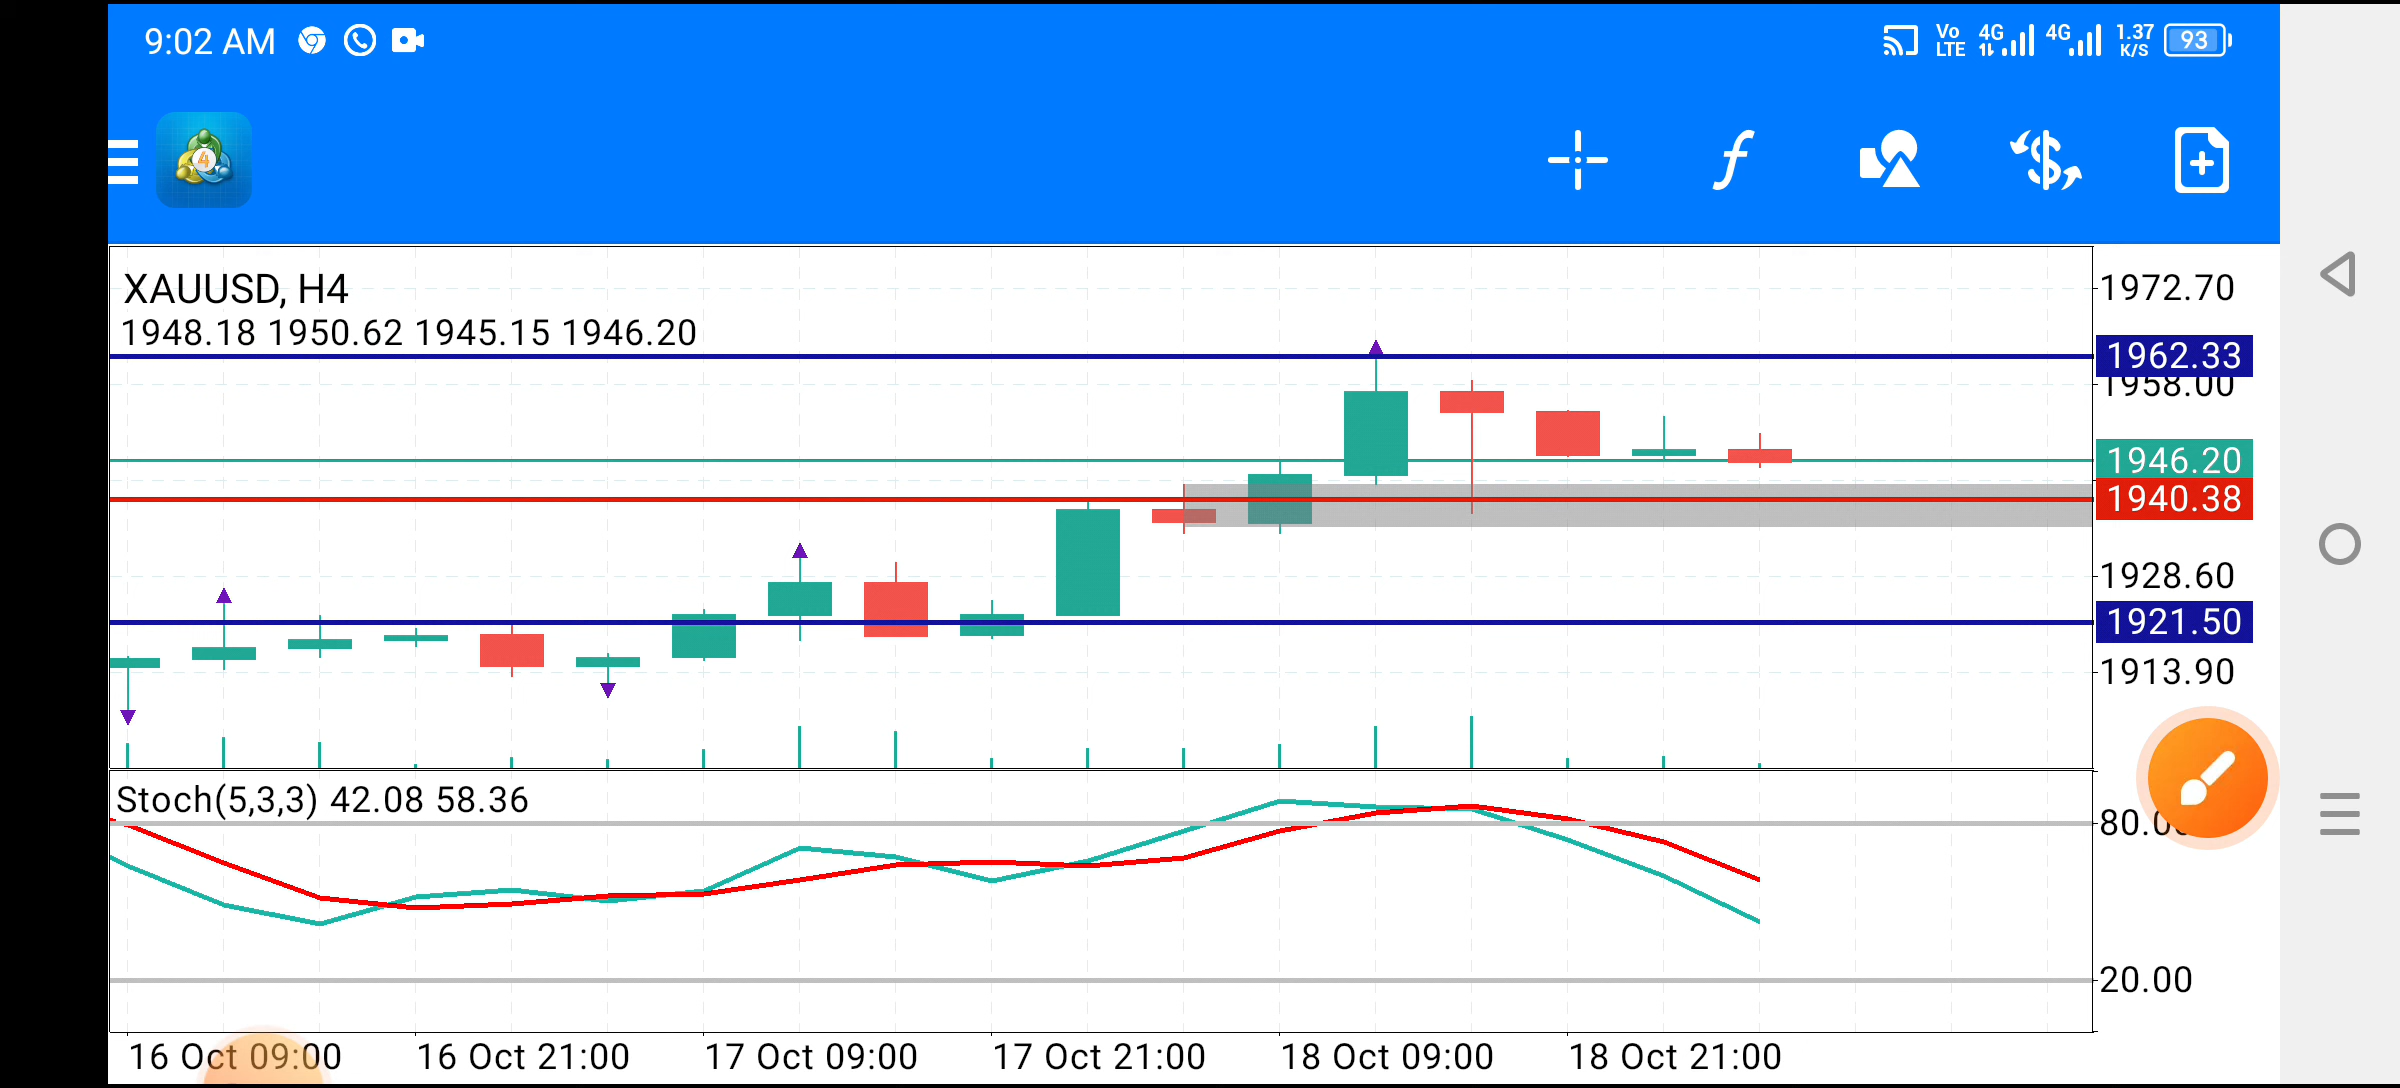 9:02 AM
Vo LTE 4G 4G 1.37 K/S 93
4
XAUUSD, H4
1948.18 1950.62 1945.15 1946.20
1972.70
1962.33
1958.00
1946.20
1940.38
1928.60
1921.50
1913.90
Stoch(5,3,3) 42.08 58.36
80.00
20.00
16 Oct 09:00 16 Oct 21:00 17 Oct 09:00 17 Oct 21:00 18 Oct 09:00 18 Oct 21:00